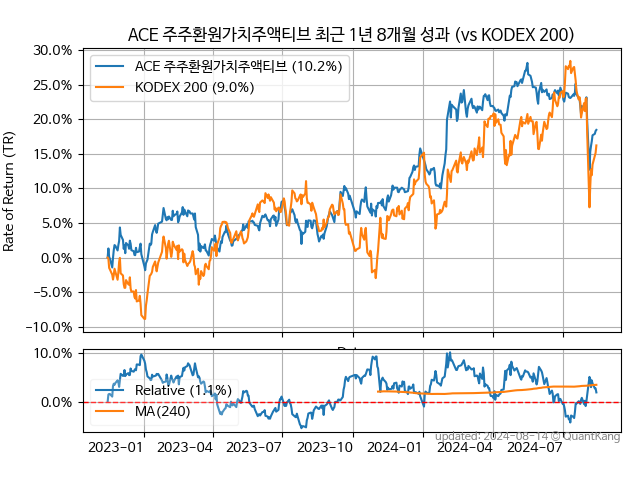 ACE 주주환원가치주액티브 최근 1년 8개월 성과 (vs KODEX 200)
30.0%
25.0%
20.0%
15.0%
10.0%
5.0%
0.0%
−5.0%
−10.0%
Rate of Return (TR)
ACE 주주환원가치주액티브 (10.2%)
KODEX 200 (9.0%)
10.0%
0.0%
Relative (1.1%)
MA(240)
updated: 2024-08-14 © QuantKang
2023-01 2023-04 2023-07 2023-10 2024-01 2024-04 2024-07